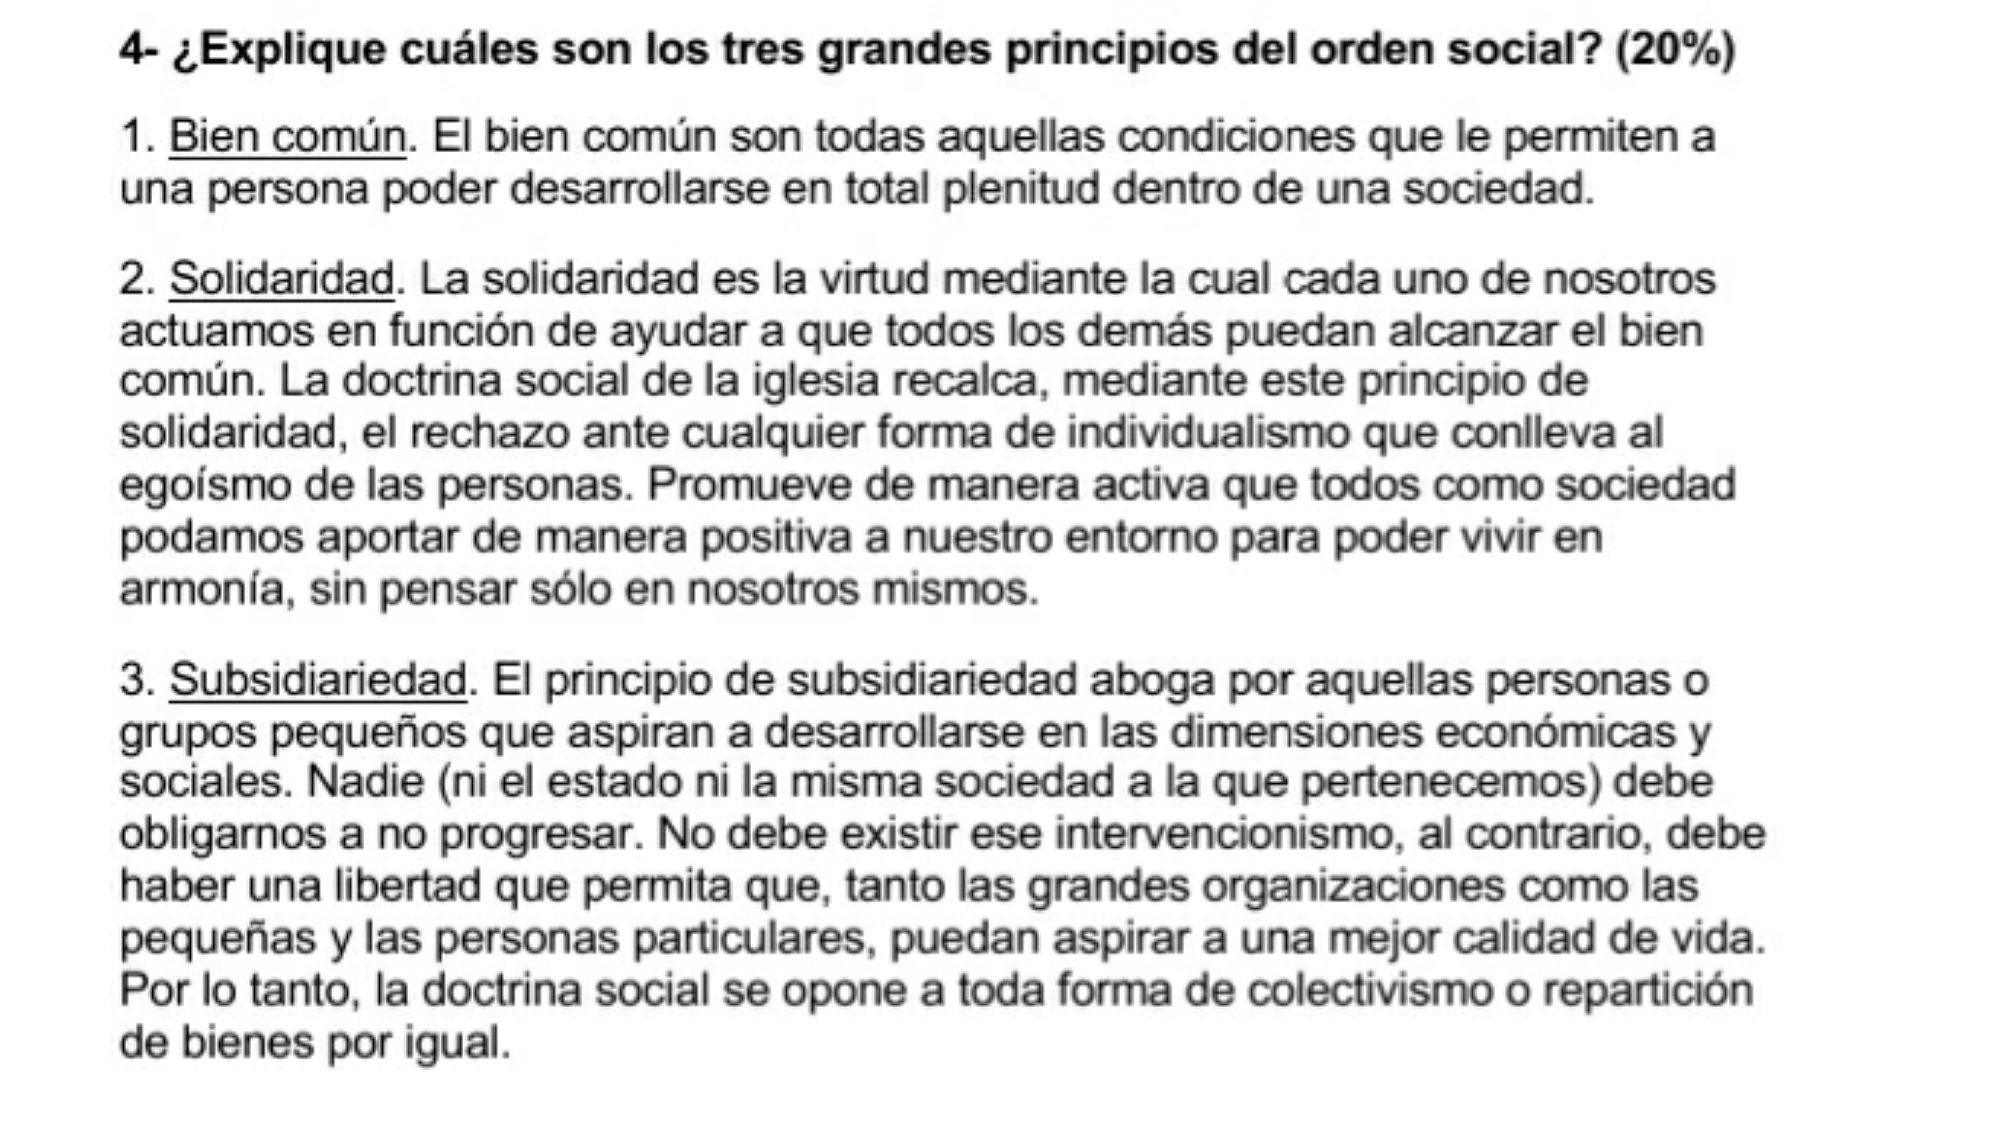 4- ¿Explique cuáles son los tres grandes principios del orden social? (20%)
1. Bien común. El bien común son todas aquellas condiciones que le permiten a
una persona poder desarrollarse en total plenitud dentro de una sociedad.
2. Solidaridad. La solidaridad es la virtud mediante la cual cada uno de nosotros
actuamos en función de ayudar a que todos los demás puedan alcanzar el bien
común. La doctrina social de la iglesia recalca, mediante este principio de
solidaridad, el rechazo ante cualquier forma de individualismo que conlleva al
egoísmo de las personas. Promueve de manera activa que todos como sociedad
podamos aportar de manera positiva a nuestro entorno para poder vivir en
armonía, sin pensar sólo en nosotros mismos.
3. Subsidiariedad. El principio de subsidiariedad aboga por aquellas personas o
grupos pequeños que aspiran a desarrollarse en las dimensiones económicas y
sociales. Nadie (ni el estado ni la misma sociedad a la que pertenecemos) debe
obligarnos a no progresar. No debe existir ese intervencionismo, al contrario, debe
haber una libertad que permita que, tanto las grandes organizaciones como las
pequeñas y las personas particulares, puedan aspirar a una mejor calidad de vida.
Por lo tanto, la doctrina social se opone a toda forma de colectivismo o repartición
de bienes por igual.